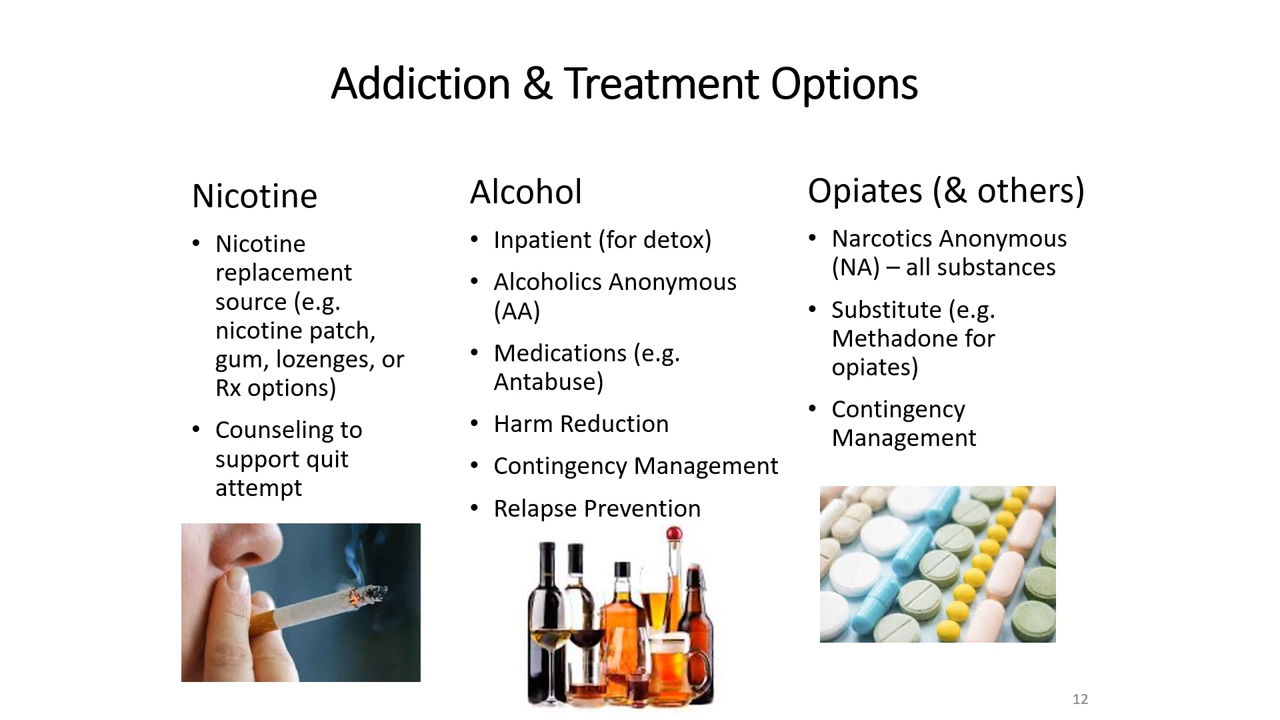 Addiction & Treatment Options
Nicotine
• Nicotine
replacement
source (e.g.
nicotine patch,
gum, lozenges, or
Rx options)
• Counseling to
support quit
attempt
Alcohol
• Inpatient (for detox)
• Alcoholics Anonymous
(AA)
• Medications (e.g.
Antabuse)
• Harm Reduction
• Contingency Management
• Relapse Prevention
Opiates (& others)
• Narcotics Anonymous
(NA) – all substances
• Substitute (e.g.
Methadone for
opiates)
• Contingency
Management
12